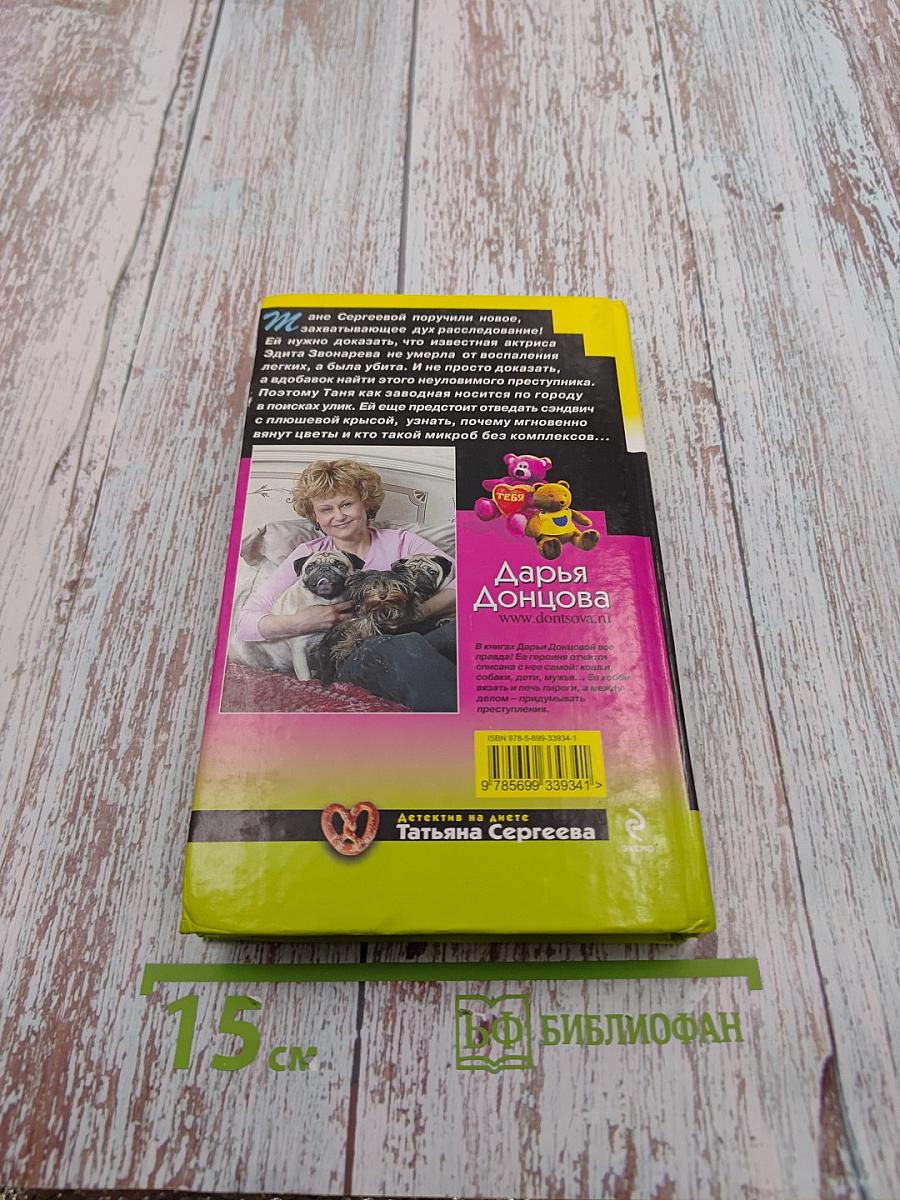 Тане Сергеевой поручили новое,
захватывающее дух расследование!
Ей нужно доказать, что известная актриса
Эдита Звонарева не умерла от воспаления
легких, а была убита. И не просто доказать,
а вдобавок найти этого неуловимого преступника.
Поэтому Таня как заводная носится по городу
в поисках улик. Ей еще предстоит отведать сэндвич
с плюшевой крысой, узнать, почему мгновенно
вянут цветы и кто такой микроб без комплексов...
ТЕБЯ
Дарья
Донцова
www.dontsova.ru
В книгах Дарьи Донцовой все
правда! Ее героиня отчасти
списана с нее самой: кошки,
собаки, дети, мужья... Ее хобби
вязать и печь пироги, а между
делом – придумывать
преступления.
ISBN 978-5-699-33934-1
9 785699 339341 >
Детектив на диете
Татьяна Сергеева
ЭКСМО
15 см
БФ БИБЛИОФАН